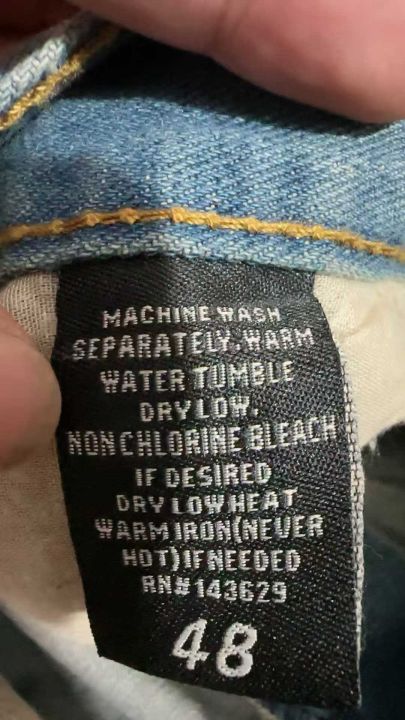 MACHINE WASH
SEPARATELY. WARM
WATER TUMBLE
DRY LOW.
NON CHLORINE BLEACH
IF DESIRED
DRY LOW HEAT
WARM IRON(NEVER
HOT) IF NEEDED
RN# 143629
48